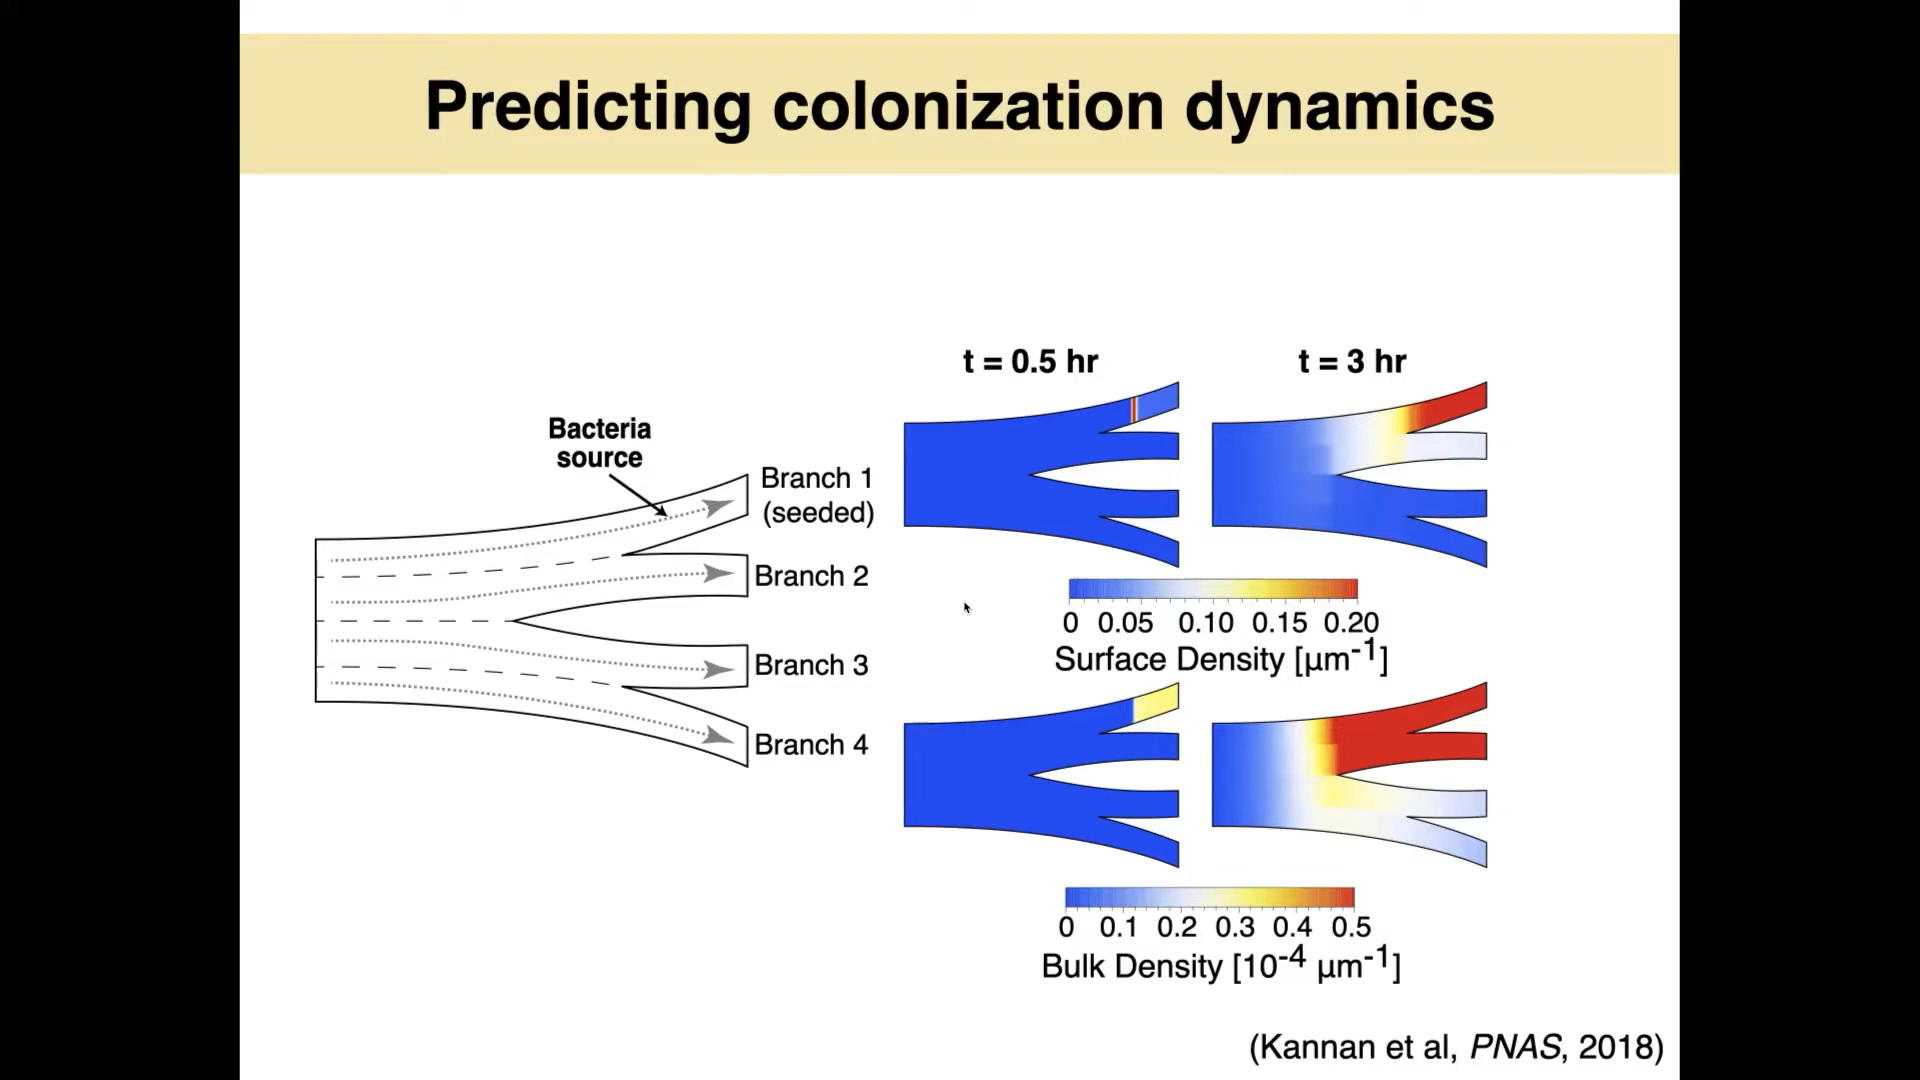 Predicting colonization dynamics
Bacteria
source
Branch 1
(seeded)
Branch 2
Branch 3
Branch 4
t = 0.5 hr
t = 3 hr
0 0.05 0.10 0.15 0.20
Surface Density [µm-1]
0 0.1 0.2 0.3 0.4 0.5
Bulk Density [10-4 µm-1]
(Kannan et al, PNAS, 2018)